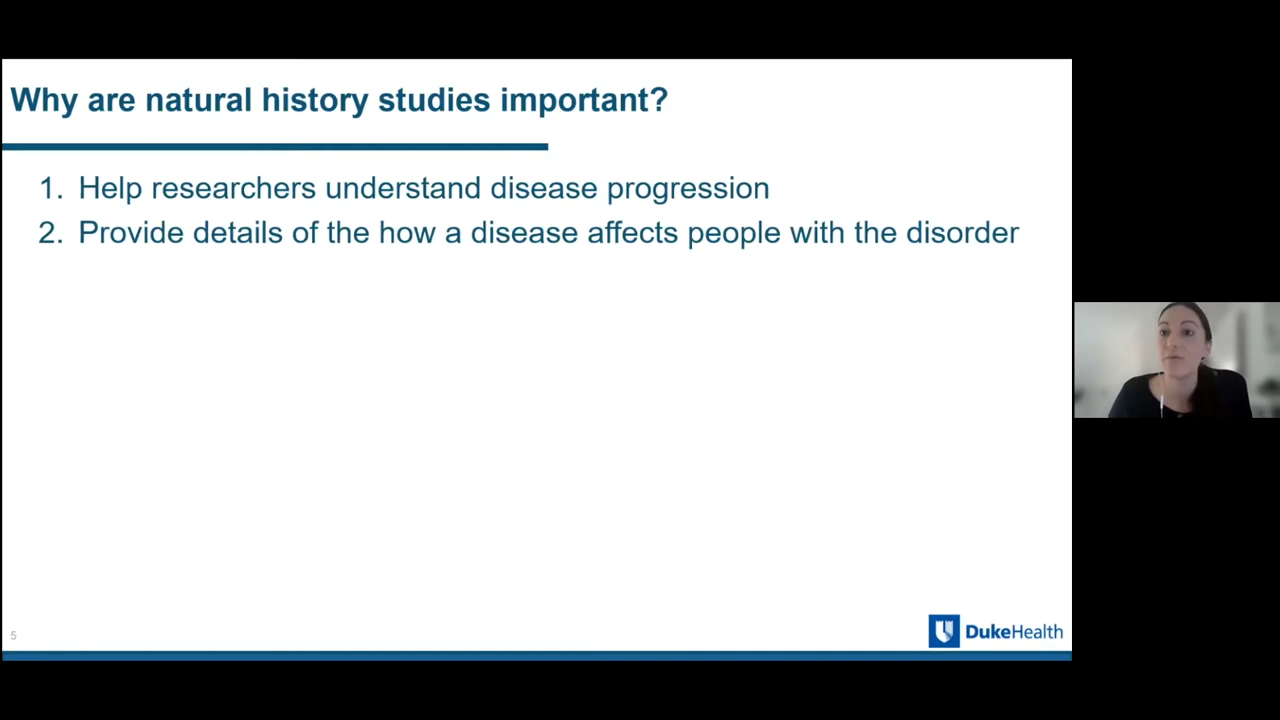 Why are natural history studies important?
1. Help researchers understand disease progression
2. Provide details of the how a disease affects people with the disorder
5
DukeHealth